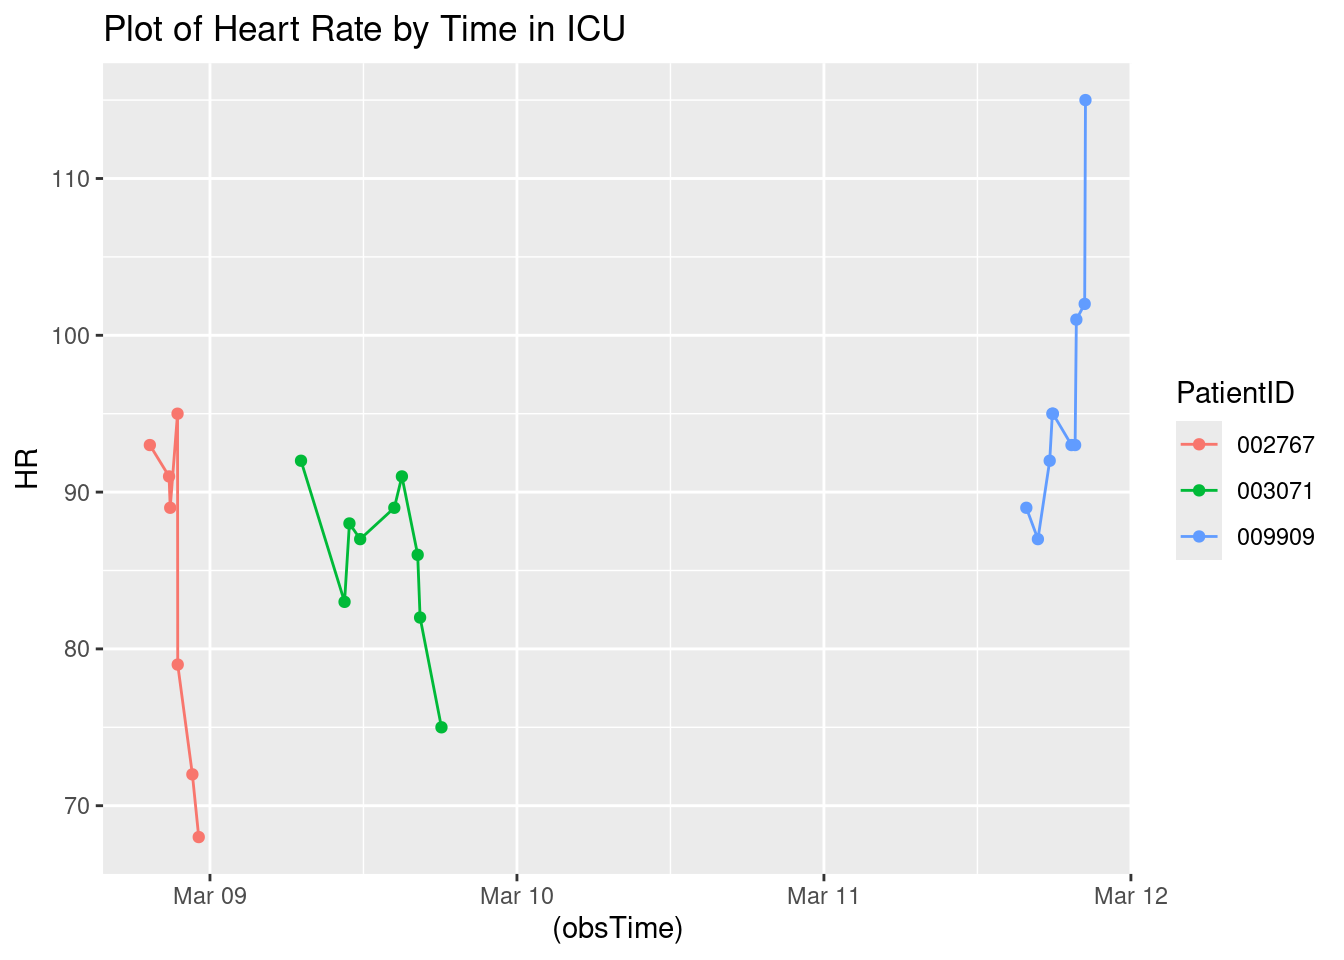 Plot of Heart Rate by Time in ICU
110
100
90
80
70
HR
Mar 09
Mar 10
Mar 11
Mar 12
(obsTime)
PatientID
002767
003071
009909